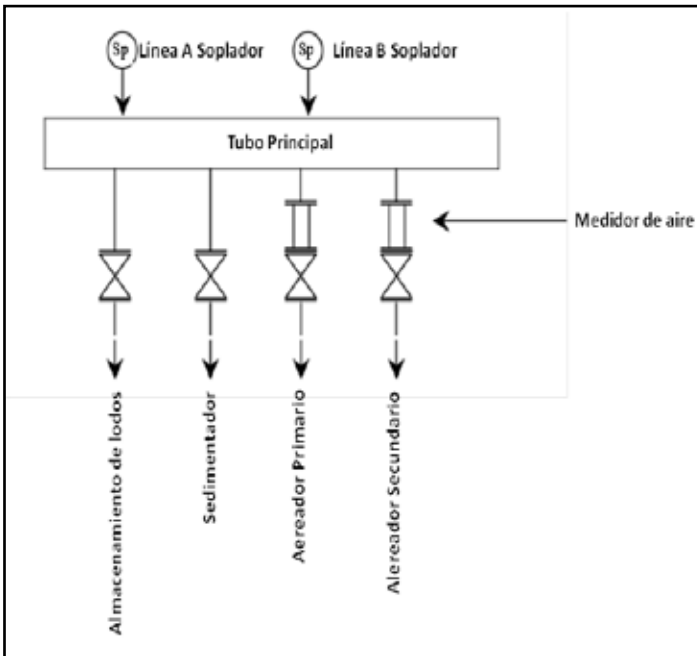 Sp Línea A Soplador
Sp Línea B Soplador
Tubo Principal
Medidor de aire
Almacenamiento de lodos
Sedimentador
Aereador Primario
Alereador Secundario